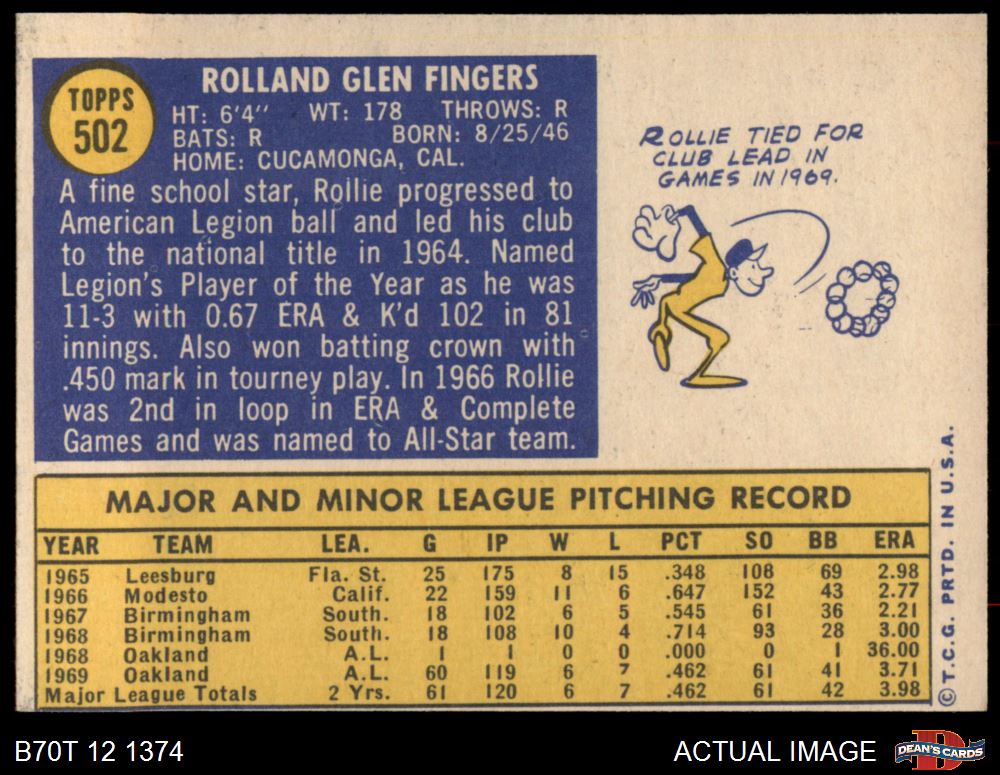 TOPPS
502
ROLLAND GLEN FINGERS
HT: 6'4" WT: 178 THROWS: R
BATS: R BORN: 8/25/46
HOME: CUCAMONGA, CAL.
A fine school star, Rollie progressed to
American Legion ball and led his club
to the national title in 1964. Named
Legion's Player of the Year as he was
11-3 with 0.67 ERA & K'd 102 in 81
innings. Also won batting crown with
.450 mark in tourney play. In 1966 Rollie
was 2nd in loop in ERA & Complete
Games and was named to All-Star team.
ROLLIE TIED FOR
CLUB LEAD IN
GAMES IN 1969.
MAJOR AND MINOR LEAGUE PITCHING RECORD
YEAR TEAM LEA. G IP W L PCT SO BB ERA
1965 Leesburg Fla. St. 25 175 8 15 .348 108 69 2.98
1966 Modesto Calif. 22 159 11 6 .647 152 43 2.77
1967 Birmingham South. 18 102 6 5 .545 61 36 2.21
1968 Birmingham South. 18 108 10 4 .714 93 28 3.00
1968 Oakland A.L. 1 1 0 0 .000 0 1 36.00
1969 Oakland A.L. 60 119 6 7 .462 61 41 3.71
Major League Totals 2 Yrs. 61 120 6 7 .462 61 42 3.98
© T.C.G. PRTD. IN U.S.A.
B70T 12 1374
ACTUAL IMAGE
B
DEAN'S CARDS